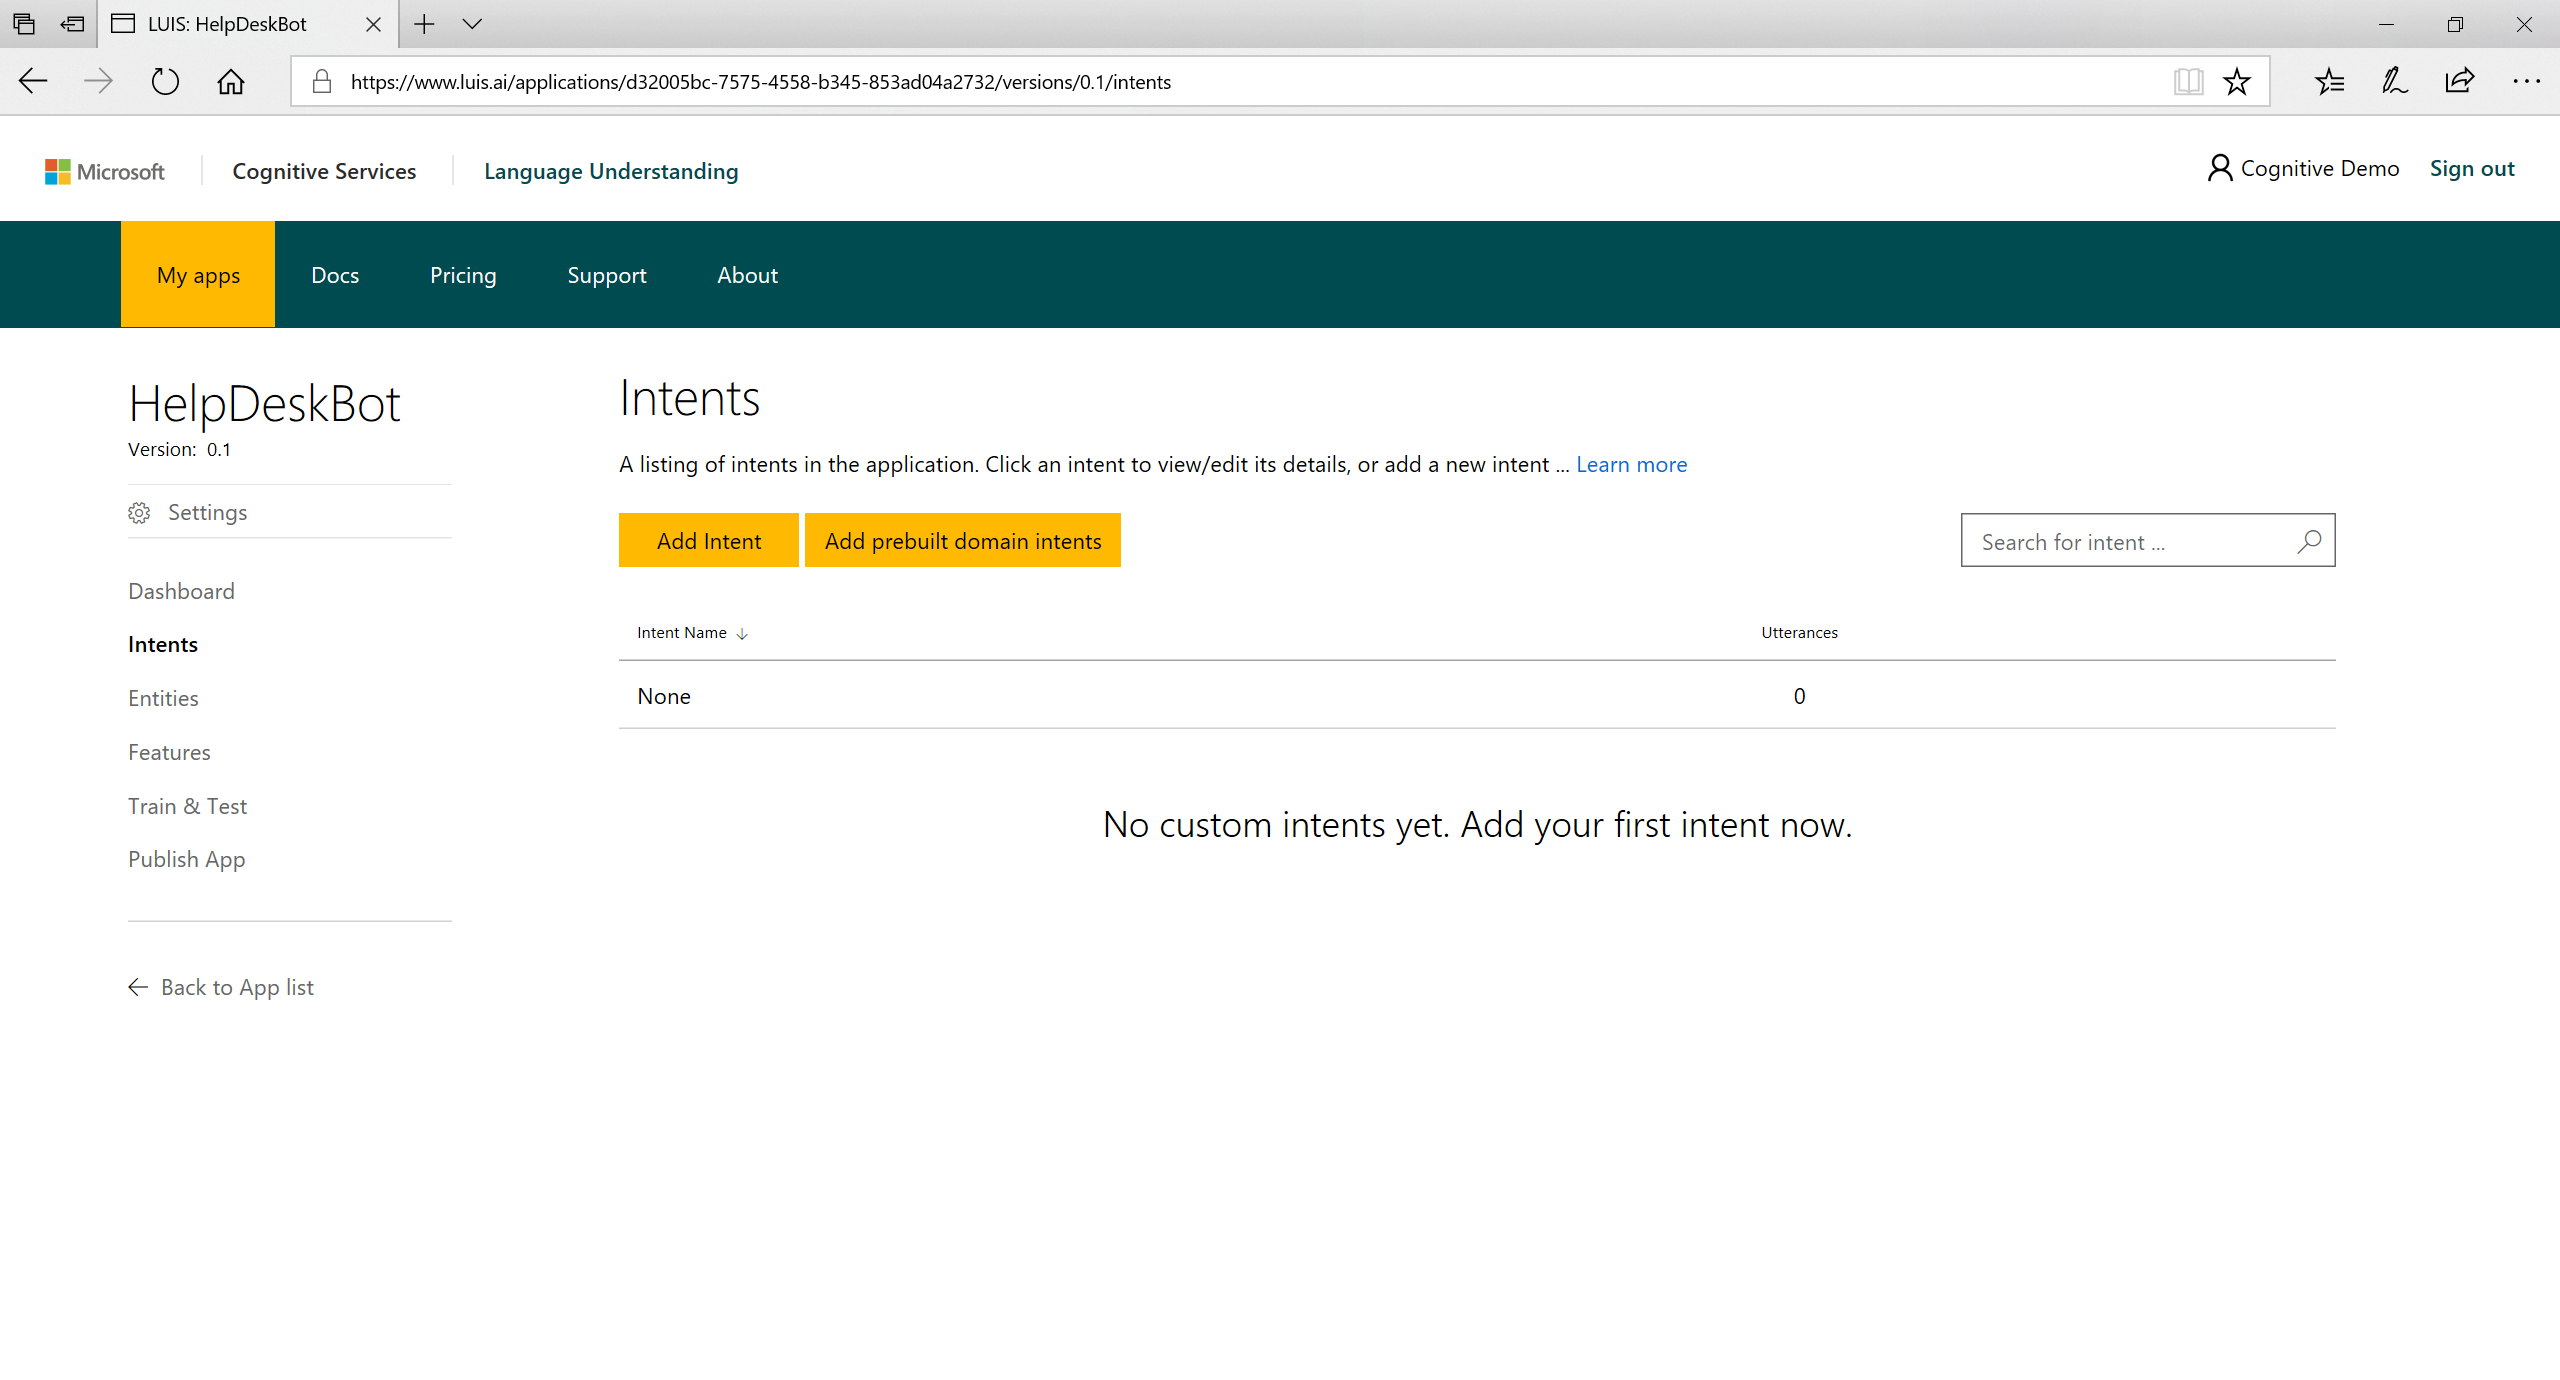 LUIS: HelpDeskBot
https://www.luis.ai/applications/d32005bc-7575-4558-b345-853ad04a2732/versions/0.1/intents
Microsoft Cognitive Services Language Understanding Cognitive Demo Sign out
My apps Docs Pricing Support About
HelpDeskBot
Version: 0.1
Settings
Dashboard
Intents
Entities
Features
Train & Test
Publish App
Back to App list
Intents
A listing of intents in the application. Click an intent to view/edit its details, or add a new intent ... Learn more
Add Intent Add prebuilt domain intents Search for intent ...
Intent Name Utterances
None 0
No custom intents yet. Add your first intent now.